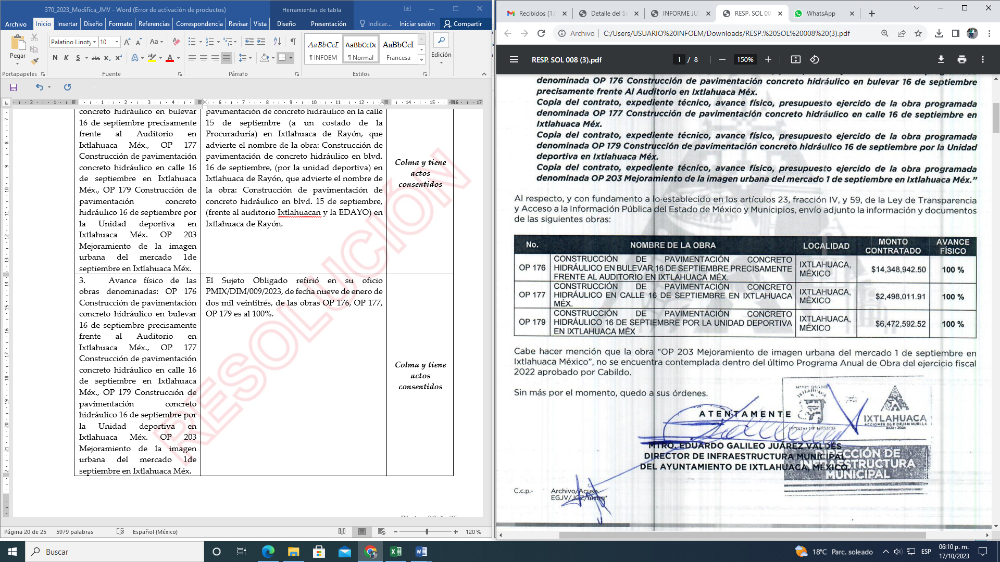 370_2023_Modifica_JMV - Word (Error de activación de productos)
Herramientas de tabla
Archivo Inicio Insertar Diseño Formato Referencias Correspondencia Revisar Vista Diseño Presentación Indicar... Iniciar sesión Compartir
Pegar
Palatino Linoty 10
Aa
N K S abc x₂ x²
AaBbCcI AaBbCcDc AaBbCcI
¶ INFOEM ¶ Normal Francesa
Edición
Portapapeles Fuente Párrafo Estilos
concreto hidráulico en bulevar
16 de septiembre precisamente
frente al Auditorio en
Ixtlahuaca Méx., OP 177
Construcción de pavimentación
concreto hidráulico en calle 16
de septiembre en Ixtlahuaca
Méx., OP 179 Construcción de
pavimentación concreto
hidráulico 16 de septiembre por
la Unidad deportiva en
Ixtlahuaca Méx. OP 203
Mejoramiento de la imagen
urbana del mercado 1de
septiembre en Ixtlahuaca Méx.
pavimentación de concreto hidráulico en la calle
15 de septiembre (a un costado de la
Procuraduría) en Ixtlahuaca de Rayón, que
advierte el nombre de la obra: Construcción de
pavimentación de concreto hidráulico en blvd.
16 de septiembre, (por la unidad deportiva) en
Ixtlahuaca de Rayón, que advierte el nombre de
la obra: Construcción de pavimentación de
concreto hidráulico en blvd. 15 de septiembre,
(frente al auditorio Ixtlahuacan y la EDAYO) en
Ixtlahuaca de Rayón.
Colma y tiene
actos
consentidos
3. Avance físico de las
obras denominadas: OP 176
Construcción de pavimentación
concreto hidráulico en bulevar
16 de septiembre precisamente
frente al Auditorio en
Ixtlahuaca Méx., OP 177
Construcción de pavimentación
concreto hidráulico en calle 16
de septiembre en Ixtlahuaca
Méx., OP 179 Construcción de
pavimentación concreto
hidráulico 16 de septiembre por
la Unidad deportiva en
Ixtlahuaca Méx. OP 203
Mejoramiento de la imagen
urbana del mercado 1de
septiembre en Ixtlahuaca Méx.
El Sujeto Obligado refirió en su oficio
PMIX/DIM/009/2023, de fecha nueve de enero de
dos mil veintitrés, de las obras OP 176, OP 177,
OP 179 es al 100%.
Colma y tiene
actos
consentidos
RESOLUCIÓN
Página 20 de 25 5979 palabras Español (México) 120 %
Recibidos (1, Detalle del Se INFORME JUS RESP. SOL 00 WhatsApp
Archivo C:/Users/USUARIO%20INFOEM/Downloads/RESP.%20SOL%20008%20(3).pdf
RESP. SOL 008 (3).pdf 1 / 8 150%
denominada OP 176 Construcción de pavimentación concreto hidráulico en bulevar 16 de septiembre
precisamente frente Al Auditorio en Ixtlahuaca Méx.
Copia del contrato, expediente técnico, avance físico, presupuesto ejercido de la obra programada
denominada OP 177 Construcción de pavimentación concreto hidráulico en calle 16 de septiembre en
Ixtlahuaca Méx.
Copia del contrato, expediente técnico, avance físico, presupuesto ejercido de la obra programada
denominada OP 179 Construcción de pavimentación concreto hidráulico 16 de septiembre por la Unidad
deportiva en Ixtlahuaca Méx.
Copia del contrato, expediente técnico, avance físico, presupuesto ejercido de la obra programada
denominada OP 203 Mejoramiento de la imagen urbana del mercado 1 de septiembre en Ixtlahuaca Méx.”
Al respecto, y con fundamento a lo establecido en los artículos 23, fracción IV, y 59, de la Ley de Transparencia
y Acceso a la Información Pública del Estado de México y Municipios, envío adjunto la información y documentos
de las siguientes obras:
No. NOMBRE DE LA OBRA LOCALIDAD MONTO CONTRATADO AVANCE FÍSICO
OP 176 CONSTRUCCIÓN DE PAVIMENTACIÓN CONCRETO
HIDRÁULICO EN BULEVAR 16 DE SEPTIEMBRE PRECISAMENTE
FRENTE AL AUDITORIO EN IXTLAHUACA MÉX.
IXTLAHUACA, MÉXICO $14,348,942.50 100 %
OP 177 CONSTRUCCIÓN DE PAVIMENTACIÓN CONCRETO
HIDRÁULICO EN CALLE 16 DE SEPTIEMBRE EN IXTLAHUACA
MÉX.
IXTLAHUACA, MÉXICO $2,498,011.91 100 %
OP 179 CONSTRUCCIÓN DE PAVIMENTACIÓN CONCRETO
HIDRÁULICO 16 DE SEPTIEMBRE POR LA UNIDAD DEPORTIVA
EN IXTLAHUACA MÉX
IXTLAHUACA, MÉXICO $6,472,592.52 100 %
Cabe hacer mención que la obra “OP 203 Mejoramiento de imagen urbana del mercado 1 de septiembre en
Ixtlahuaca México”, no se encuentra contemplada dentro del último Programa Anual de Obra del ejercicio fiscal
2022 aprobado por Cabildo.
Sin más por el momento, quedo a sus órdenes.
A T E N T A M E N T E
MTRO. EDUARDO GALILEO JUÁREZ VALDÉS
DIRECTOR DE INFRAESTRUCTURA MUNICIPAL
DEL AYUNTAMIENTO DE IXTLAHUACA, MÉXICO.
IXTLAHUACA
ACCIONES QUE DEJAN HUELLA
2022 - 2024
ESTADO DE MÉXICO
DIRECCIÓN DE
INFRAESTRUCTURA
MUNICIPAL
C.c.p.- Archivo/Acuse.
EGJV/JGZ/msbg*
Buscar
18°C Parc. soleado ESP 06:10 p. m.
17/10/2023